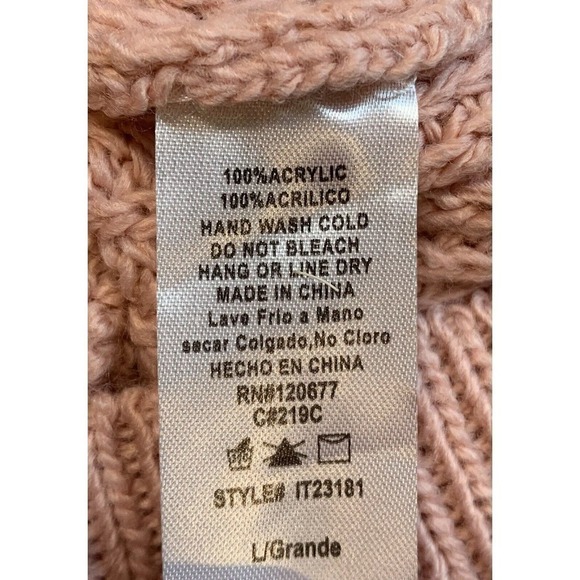 100%ACRYLIC
100%ACRILICO
HAND WASH COLD
DO NOT BLEACH
HANG OR LINE DRY
MADE IN CHINA
Lave Frio a Mano
secar Colgado,No Cloro
HECHO EN CHINA
RN#120677
C#219C
STYLE# IT23181
L/Grande